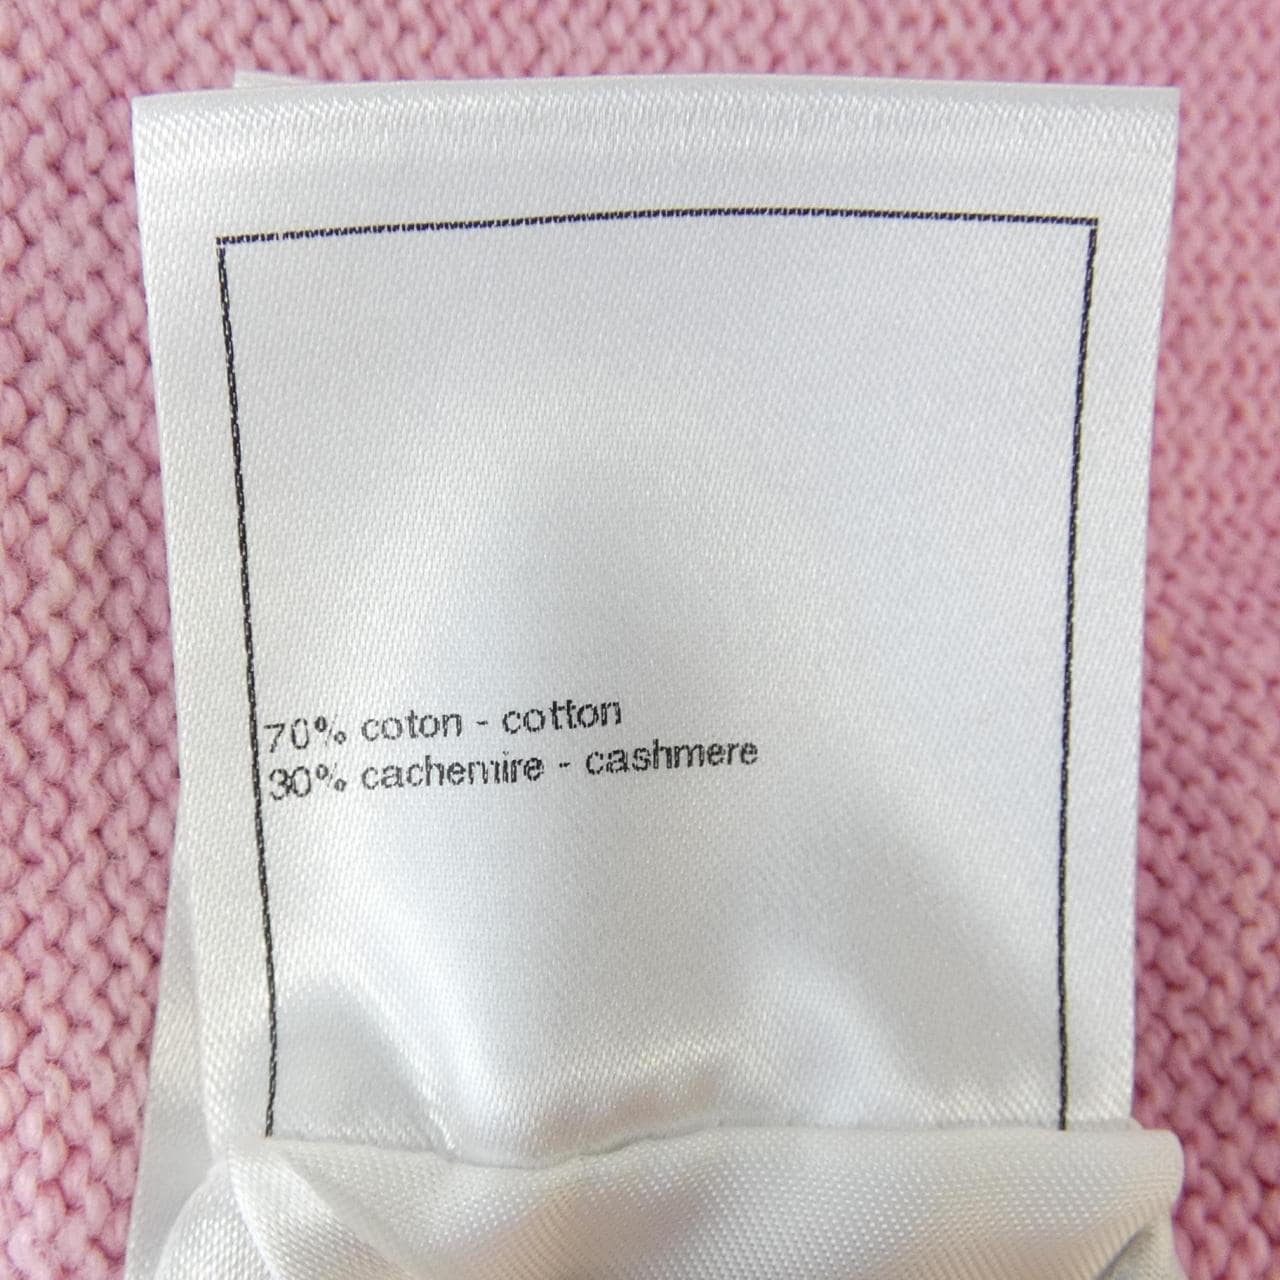 70% coton - cotton
30% cachemire - cashmere